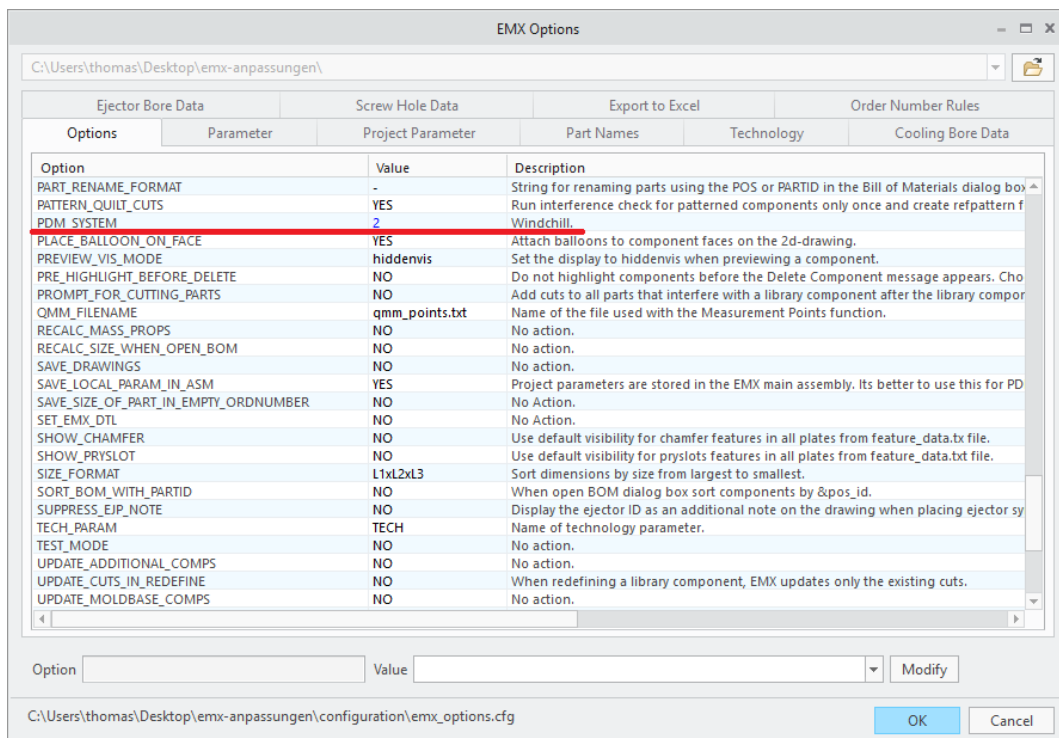 EMX Options
C:\Users\thomas\Desktop\emx-anpassungen\
Ejector Bore Data Screw Hole Data Export to Excel Order Number Rules
Options Parameter Project Parameter Part Names Technology Cooling Bore Data
Option Value Description
PART_RENAME_FORMAT - String for renaming parts using the POS or PARTID in the Bill of Materials dialog box
PATTERN_QUILT_CUTS YES Run interference check for patterned components only once and create refpattern f
PDM_SYSTEM 2 Windchill.
PLACE_BALLOON_ON_FACE YES Attach balloons to component faces on the 2d-drawing.
PREVIEW_VIS_MODE hiddenvis Set the display to hiddenvis when previewing a component.
PRE_HIGHLIGHT_BEFORE_DELETE NO Do not highlight components before the Delete Component message appears. Cho
PROMPT_FOR_CUTTING_PARTS NO Add cuts to all parts that interfere with a library component after the library compor
QMM_FILENAME qmm_points.txt Name of the file used with the Measurement Points function.
RECALC_MASS_PROPS NO No action.
RECALC_SIZE_WHEN_OPEN_BOM NO No action.
SAVE_DRAWINGS NO No action.
SAVE_LOCAL_PARAM_IN_ASM YES Project parameters are stored in the EMX main assembly. Its better to use this for PD
SAVE_SIZE_OF_PART_IN_EMPTY_ORDNUMBER NO No Action.
SET_EMX_DTL NO No Action.
SHOW_CHAMFER NO Use default visibility for chamfer features in all plates from feature_data.tx file.
SHOW_PRYSLOT NO Use default visibility for pryslots features in all plates from feature_data.txt file.
SIZE_FORMAT L1xL2xL3 Sort dimensions by size from largest to smallest.
SORT_BOM_WITH_PARTID NO When open BOM dialog box sort components by &pos_id.
SUPPRESS_EJP_NOTE NO Display the ejector ID as an additional note on the drawing when placing ejector sy
TECH_PARAM TECH Name of technology parameter.
TEST_MODE NO No action.
UPDATE_ADDITIONAL_COMPS NO No action.
UPDATE_CUTS_IN_REDEFINE NO When redefining a library component, EMX updates only the existing cuts.
UPDATE_MOLDBASE_COMPS NO No action.
Option Value Modify
C:\Users\thomas\Desktop\emx-anpassungen\configuration\emx_options.cfg OK Cancel